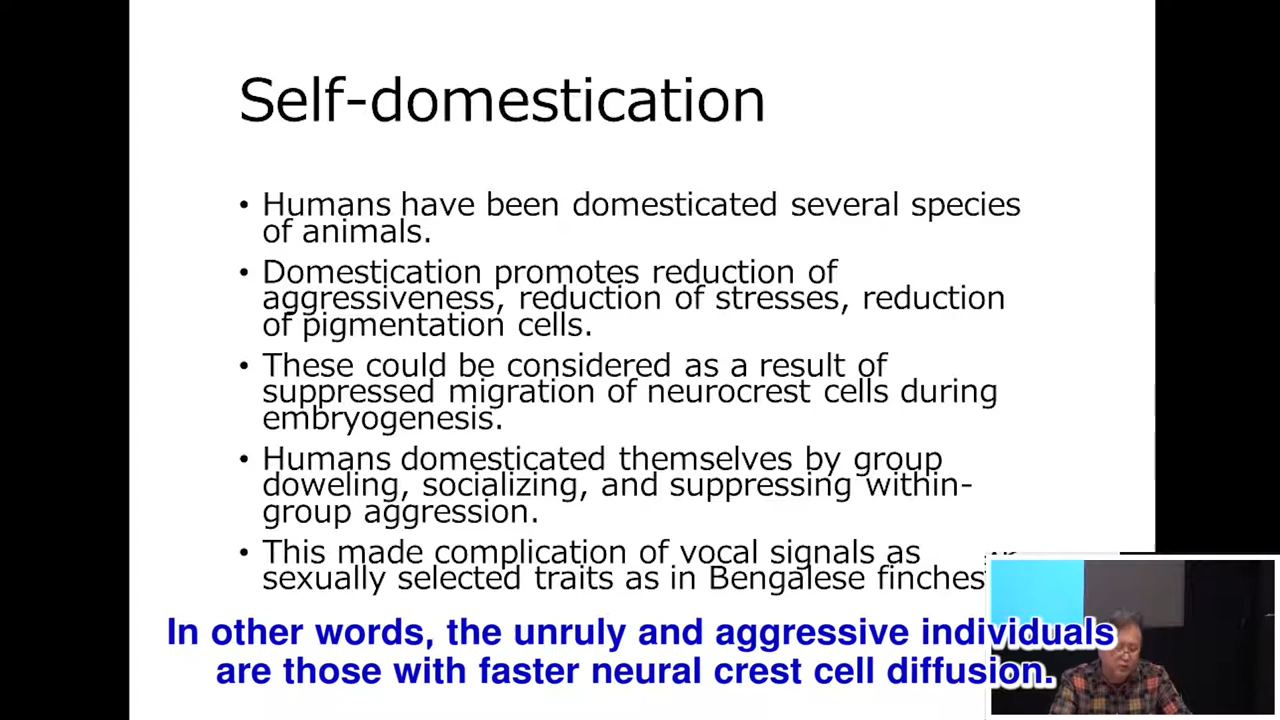 Self-domestication
• Humans have been domesticated several species
of animals.
• Domestication promotes reduction of
aggressiveness, reduction of stresses, reduction
of pigmentation cells.
• These could be considered as a result of
suppressed migration of neurocrest cells during
embryogenesis.
• Humans domesticated themselves by group
doweling, socializing, and suppressing within-
group aggression.
• This made complication of vocal signals as
sexually selected traits as in Bengalese finches
In other words, the unruly and aggressive individuals
are those with faster neural crest cell diffusion.